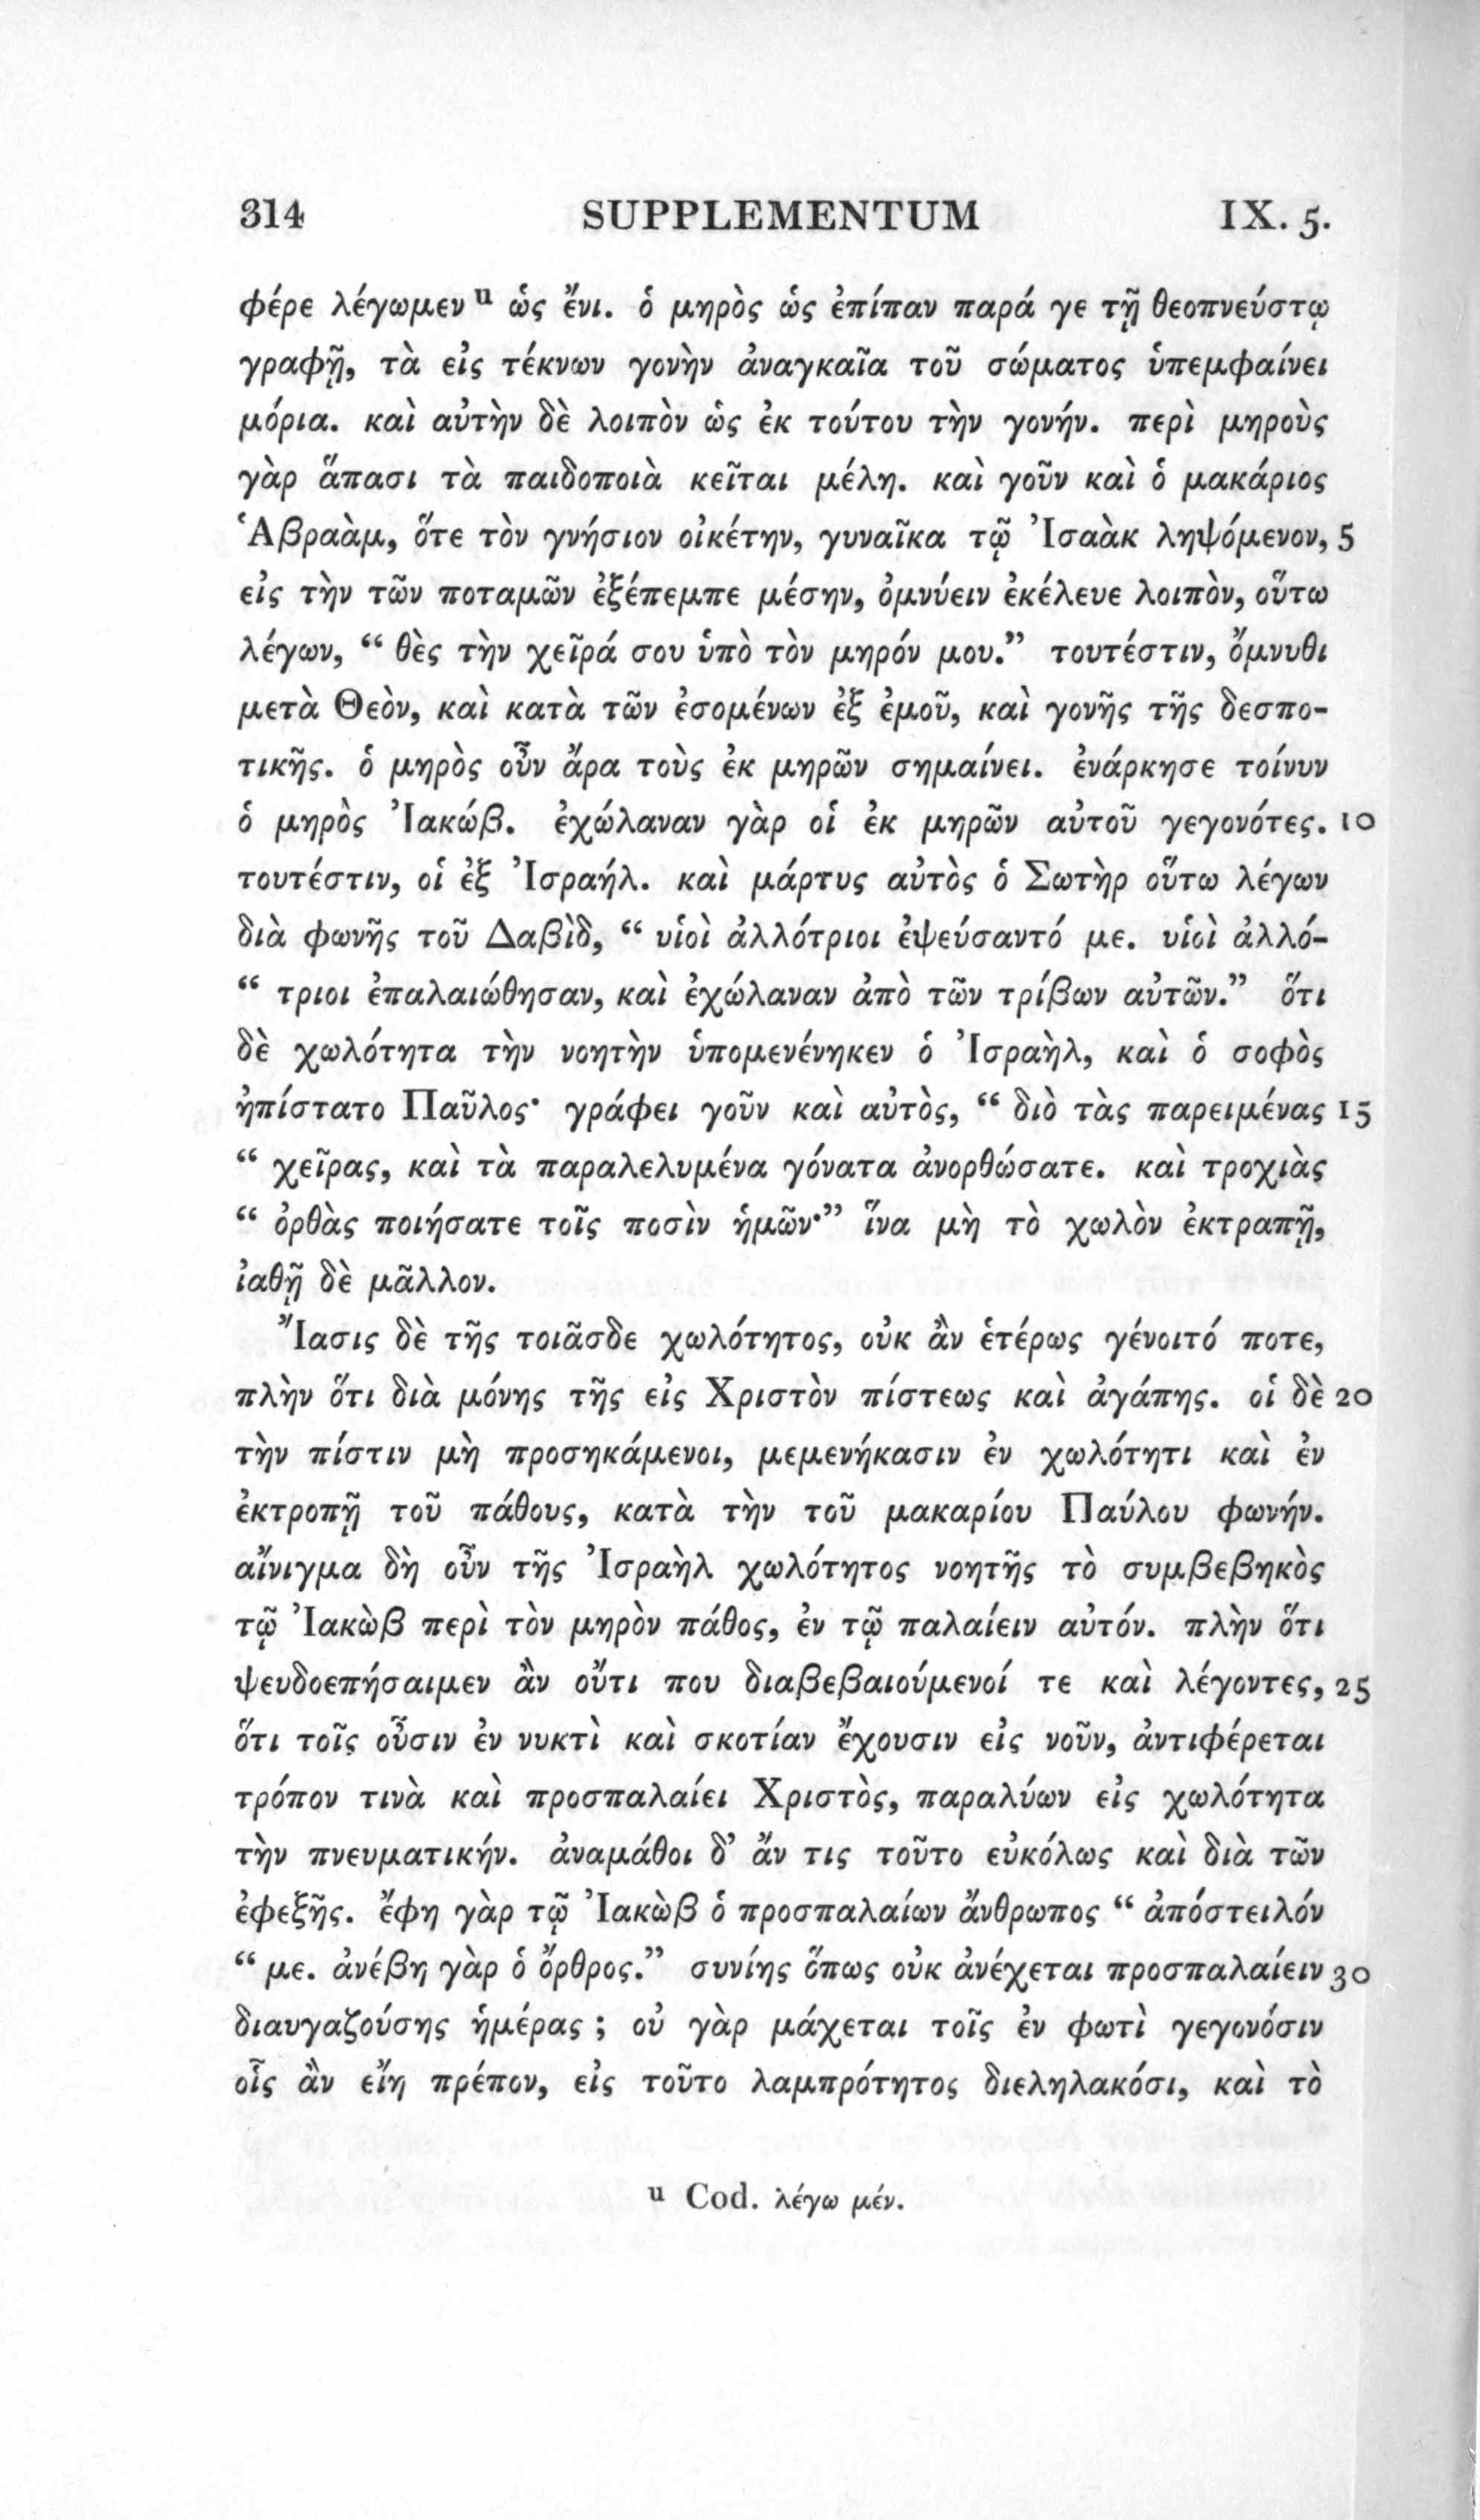 314 SUPPLEMENTUM IX. 5.
φέρε λέγωμεν ᵘ ὡς ἔνι. ὁ μηρὸς ὡς ἐπίπαν παρά γε τῇ θεοπνεύστῳ
γραφῇ, τὰ εἰς τέκνων γονὴν ἀναγκαῖα τοῦ σώματος ὑπεμφαίνει
μόρια. καὶ αὐτὴν δὲ λοιπὸν ὡς ἐκ τούτου τὴν γονήν. περὶ μηροὺς
γὰρ ἅπασι τὰ παιδοποιὰ κεῖται μέλη. καὶ γοῦν καὶ ὁ μακάριος
Ἁβραὰμ, ὅτε τὸν γνήσιον οἰκέτην, γυναῖκα τῷ Ἰσαὰκ ληψόμενον, 5
εἰς τὴν τῶν ποταμῶν ἐξέπεμπε μέσην, ὀμνύειν ἐκέλευε λοιπὸν, οὕτω
λέγων, “ θὲς τὴν χεῖρά σου ὑπὸ τὸν μηρόν μου.” τουτέστιν, ὄμνυθι
μετὰ Θεὸν, καὶ κατὰ τῶν ἐσομένων ἐξ ἐμοῦ, καὶ γονῆς τῆς δεσπο-
τικῆς. ὁ μηρὸς οὖν ἄρα τοὺς ἐκ μηρῶν σημαίνει. ἐνάρκησε τοίνυν
ὁ μηρὸς Ἰακώβ. ἐχώλαναν γὰρ οἱ ἐκ μηρῶν αὐτοῦ γεγονότες. 10
τουτέστιν, οἱ ἐξ Ἰσραήλ. καὶ μάρτυς αὐτὸς ὁ Σωτὴρ οὕτω λέγων
διὰ φωνῆς τοῦ Δαβὶδ, “ υἱοὶ ἀλλότριοι ἐψεύσαντό με. υἱοὶ ἀλλό-
“ τριοι ἐπαλαιώθησαν, καὶ ἐχώλαναν ἀπὸ τῶν τρίβων αὐτῶν.” ὅτι
δὲ χωλότητα τὴν νοητὴν ὑπομενένηκεν ὁ Ἰσραὴλ, καὶ ὁ σοφὸς
ἠπίστατο Παῦλος· γράφει γοῦν καὶ αὐτὸς, “ διὸ τὰς παρειμένας 15
“ χεῖρας, καὶ τὰ παραλελυμένα γόνατα ἀνορθώσατε. καὶ τροχιὰς
“ ὀρθὰς ποιήσατε τοῖς ποσὶν ἡμῶν·” ἵνα μὴ τὸ χωλὸν ἐκτραπῇ,
ἰαθῇ δὲ μᾶλλον.
Ἴασις δὲ τῆς τοιᾶσδε χωλότητος, οὐκ ἂν ἑτέρως γένοιτό ποτε,
πλὴν ὅτι διὰ μόνης τῆς εἰς Χριστὸν πίστεως καὶ ἀγάπης. οἱ δὲ 20
τὴν πίστιν μὴ προσηκάμενοι, μεμενήκασιν ἐν χωλότητι καὶ ἐν
ἐκτροπῇ τοῦ πάθους, κατὰ τὴν τοῦ μακαρίου Παύλου φωνήν.
αἴνιγμα δὴ οὖν τῆς Ἰσραὴλ χωλότητος νοητῆς τὸ συμβεβηκὸς
τῷ Ἰακὼβ περὶ τὸν μηρὸν πάθος, ἐν τῷ παλαίειν αὐτόν. πλὴν ὅτι
ψευδοεπήσαιμεν ἂν οὔτι που διαβεβαιούμενοί τε καὶ λέγοντες, 25
ὅτι τοῖς οὖσιν ἐν νυκτὶ καὶ σκοτίαν ἔχουσιν εἰς νοῦν, ἀντιφέρεται
τρόπον τινὰ καὶ προσπαλαίει Χριστὸς, παραλύων εἰς χωλότητα
τὴν πνευματικήν. ἀναμάθοι δ’ ἄν τις τοῦτο εὐκόλως καὶ διὰ τῶν
ἐφεξῆς. ἔφη γὰρ τῷ Ἰακὼβ ὁ προσπαλαίων ἄνθρωπος “ ἀπόστειλόν
“ με. ἀνέβη γὰρ ὁ ὄρθρος.” συνίης ὅπως οὐκ ἀνέχεται προσπαλαίειν 30
διαυγαζούσης ἡμέρας ; οὐ γὰρ μάχεται τοῖς ἐν φωτὶ γεγονόσιν
οἷς ἂν εἴη πρέπον, εἰς τοῦτο λαμπρότητος διεληλακόσι, καὶ τὸ
ᵘ Cod. λέγω μέν.